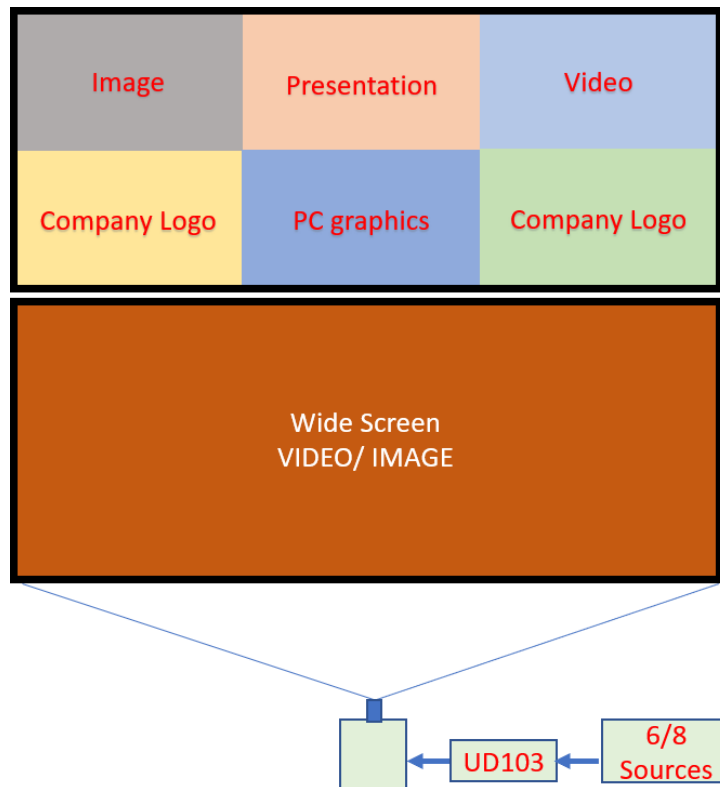 Image
Presentation
Video
Company Logo
PC graphics
Company Logo
Wide Screen
VIDEO/ IMAGE
UD103
6/8
Sources